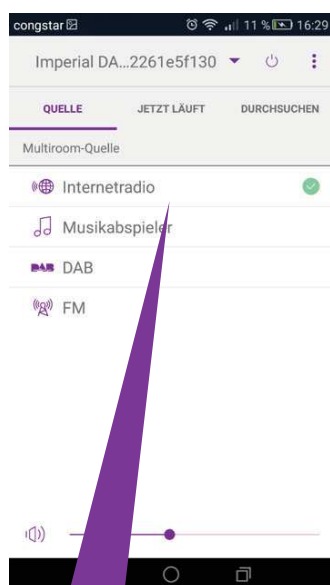 congstar 11 % 16:29
Imperial DA...2261e5f130
QUELLE JETZT LÄUFT DURCHSUCHEN
Multiroom-Quelle
Internetradio
Musikabspieler
DAB DAB
FM